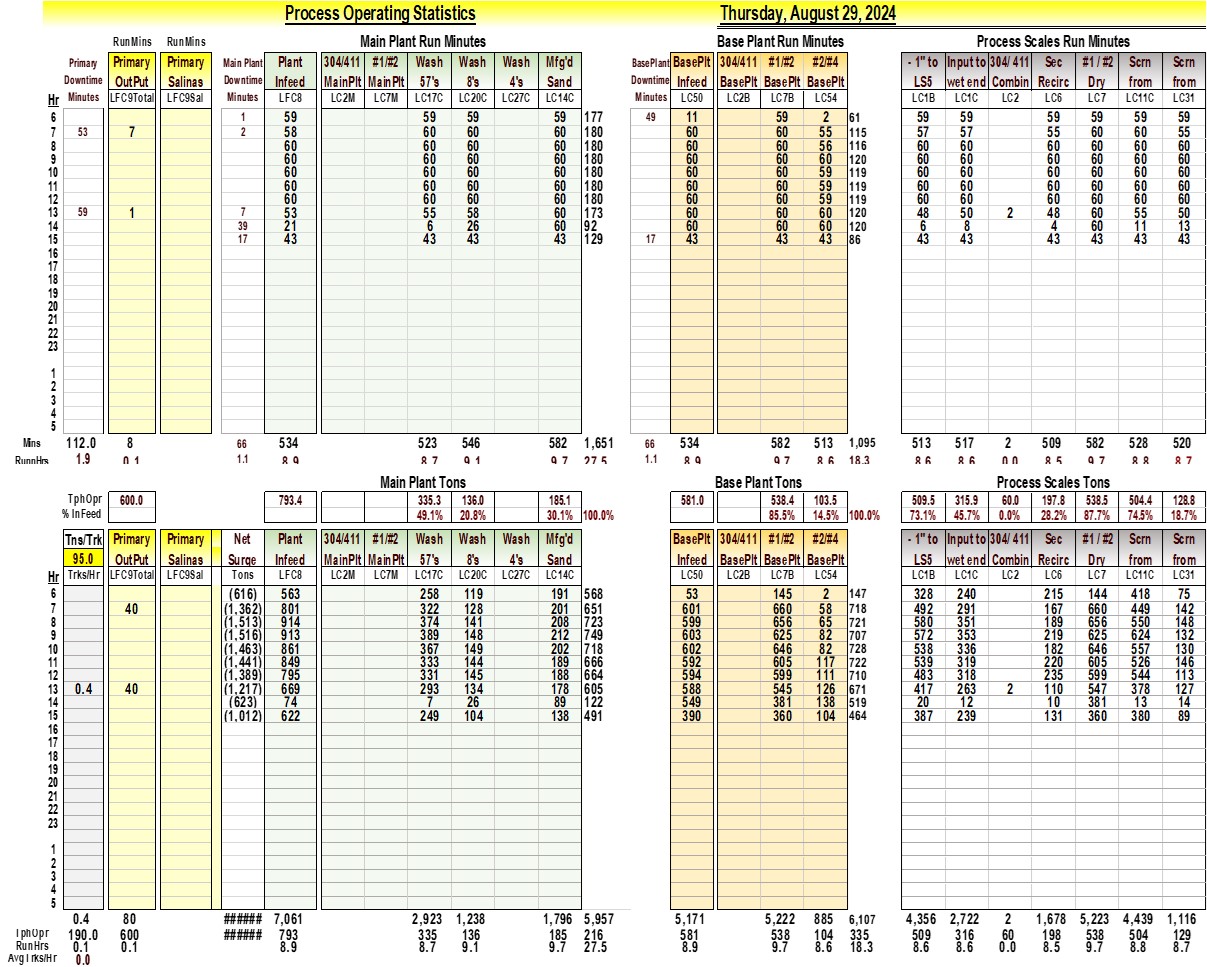 Process Operating Statistics Thursday, August 29, 2024
RunMins RunMins Main Plant Run Minutes Base Plant Run Minutes Process Scales Run Minutes
Primary Primary Primary Main Plant Plant 304/411 #1/#2 Wash Wash Wash Mfg'd BasePlant BasePlt 304/411 #1/#2 #2/#4 - 1" to Input to 304/ 411 Sec #1 / #2 Scrn Scrn
Downtime OutPut Salinas Downtime Infeed MainPlt MainPlt 57's 8's 4's Sand Downtime Infeed BasePlt BasePlt BasePlt LS5 wet end Combin Recirc Dry from from
Hr Minutes LFC9Total LFC9Sal Minutes LFC8 LC2M LC7M LC17C LC20C LC27C LC14C Minutes LC50 LC2B LC7B LC54 LC1B LC1C LC2 LC6 LC7 LC11C LC31
6 1 59 59 59 59 177 49 11 59 2 61 59 59 59 59 59 59
7 53 7 2 58 60 60 60 180 60 60 55 115 57 57 55 60 60 55
8 60 60 60 60 180 60 60 56 116 60 60 60 60 60 60
9 60 60 60 60 180 60 60 60 120 60 60 60 60 60 60
10 60 60 60 60 180 60 60 59 119 60 60 60 60 60 60
11 60 60 60 60 180 60 60 59 119 60 60 60 60 60 60
12 60 60 60 60 180 60 60 59 119 60 60 60 60 60 60
13 59 1 7 53 55 58 60 173 60 60 60 120 48 50 2 48 60 55 50
14 39 21 6 26 60 92 60 60 60 120 6 8 4 60 11 13
15 17 43 43 43 43 129 17 43 43 43 86 43 43 43 43 43 43
16
17
18
19
20
21
22
23
1
2
3
4
5
Mins 112.0 8 66 534 523 546 582 1,651 66 534 582 513 1,095 513 517 2 509 582 528 520
RunnHrs 1.9 0.1 1.1 8.9 8.7 9.1 9.7 27.5 1.1 8.9 9.7 8.6 18.3 8.6 8.6 0.0 8.5 9.7 8.8 8.7
Main Plant Tons Base Plant Tons Process Scales Tons
TphOpr 600.0 793.4 335.3 136.0 185.1 581.0 538.4 103.5 509.5 315.9 60.0 197.8 538.5 504.4 128.8
% InFeed 49.1% 20.8% 30.1% 100.0% 85.5% 14.5% 100.0% 73.1% 45.7% 0.0% 28.2% 87.7% 74.5% 18.7%
Tns/Trk Primary Primary Net Plant 304/411 #1/#2 Wash Wash Wash Mfg'd BasePlt 304/411 #1/#2 #2/#4 - 1" to Input to 304/ 411 Sec #1 / #2 Scrn Scrn
95.0 OutPut Salinas Surge Infeed MainPlt MainPlt 57's 8's 4's Sand Infeed BasePlt BasePlt BasePlt LS5 wet end Combin Recirc Dry from from
Hr Trks/Hr LFC9Total LFC9Sal Tons LFC8 LC2M LC7M LC17C LC20C LC27C LC14C LC50 LC2B LC7B LC54 LC1B LC1C LC2 LC6 LC7 LC11C LC31
6 (616) 563 258 119 191 568 53 145 2 147 328 240 215 144 418 75
7 40 (1,362) 801 322 128 201 651 601 660 58 718 492 291 167 660 449 142
8 (1,513) 914 374 141 208 723 599 656 65 721 580 351 189 656 550 148
9 (1,516) 913 389 148 212 749 603 625 82 707 572 353 219 625 624 132
10 (1,463) 861 367 149 202 718 602 646 82 728 538 336 182 646 557 130
11 (1,441) 849 333 144 189 666 592 605 117 722 539 319 220 605 526 146
12 (1,389) 795 331 145 188 664 594 599 111 710 483 318 235 599 544 113
13 0.4 40 (1,217) 669 293 134 178 605 588 545 126 671 417 263 2 110 547 378 127
14 (623) 74 7 26 89 122 549 381 138 519 20 12 10 381 13 14
15 (1,012) 622 249 104 138 491 390 360 104 464 387 239 131 360 380 89
16
17
18
19
20
21
22
23
1
2
3
4
5
0.4 80 ###### 7,061 2,923 1,238 1,796 5,957 5,171 5,222 885 6,107 4,356 2,722 2 1,678 5,223 4,439 1,116
TphOpr 190.0 600 ###### 793 335 136 185 216 581 538 104 335 509 316 60 198 538 504 129
RunHrs 0.1 0.1 8.9 8.7 9.1 9.7 27.5 8.9 9.7 8.6 18.3 8.6 8.6 0.0 8.5 9.7 8.8 8.7
AvgTrks/Hr 0.0